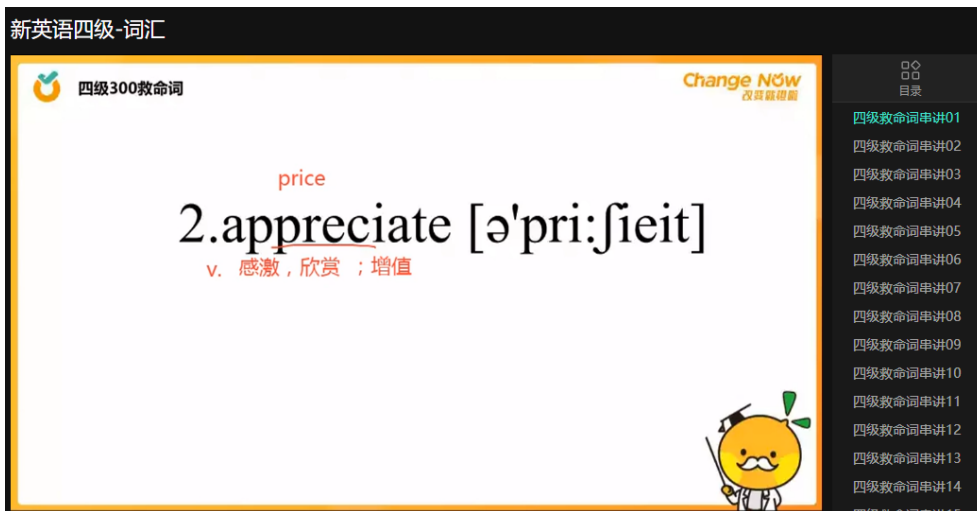 新英语四级-词汇
四级300救命词
Change Now
改变就趁现在
price
2.appreciate [ə'pri:ʃieit]
v. 感激，欣赏 ；增值
目录
四级救命词串讲01
四级救命词串讲02
四级救命词串讲03
四级救命词串讲04
四级救命词串讲05
四级救命词串讲06
四级救命词串讲07
四级救命词串讲08
四级救命词串讲09
四级救命词串讲10
四级救命词串讲11
四级救命词串讲12
四级救命词串讲13
四级救命词串讲14